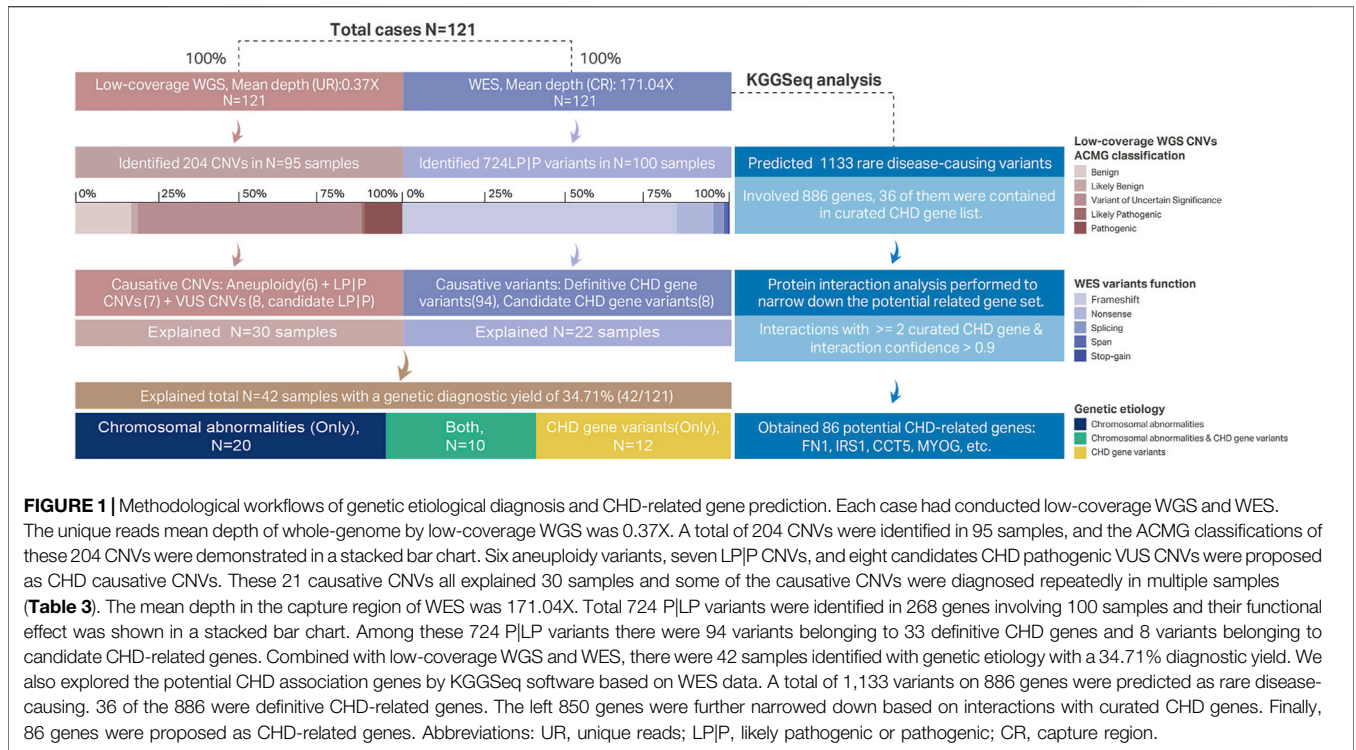 Total cases N=121
100%
100%
Low-coverage WGS, Mean depth (UR):0.37X
N=121
WES, Mean depth (CR): 171.04X
N=121
KGGSeq analysis
Identified 204 CNVs in N=95 samples
Identified 724LP|P variants in N=100 samples
Predicted 1133 rare disease-causing variants
0%
25%
50%
75%
100%
0%
25%
50%
75%
100%
Involved 886 genes, 36 of them were contained
in curated CHD gene list.
Low-coverage WGS CNVs
ACMG classification
Benign
Likely Benign
Variant of Uncertain Significance
Likely Pathogenic
Pathogenic
Causative CNVs: Aneuploidy(6) + LP|P
CNVs (7) + VUS CNVs (8, candidate LP|P)
Causative variants: Definitive CHD gene
variants(94), Candidate CHD gene variants(8)
Protein interaction analysis performed to
narrow down the potential related gene set.
Explained N=30 samples
Explained N=22 samples
Interactions with >= 2 curated CHD gene &
interaction confidence > 0.9
WES variants function
Frameshift
Nonsense
Splicing
Span
Stop-gain
Explained total N=42 samples with a genetic diagnostic yield of 34.71% (42/121)
Chromosomal abnormalities (Only),
N=20
Both,
N=10
CHD gene variants(Only),
N=12
Obtained 86 potential CHD-related genes:
FN1, IRS1, CCT5, MYOG, etc.
Genetic etiology
Chromosomal abnormalities
Chromosomal abnormalities & CHD gene variants
CHD gene variants
FIGURE 1 | Methodological workflows of genetic etiological diagnosis and CHD-related gene prediction. Each case had conducted low-coverage WGS and WES.
The unique reads mean depth of whole-genome by low-coverage WGS was 0.37X. A total of 204 CNVs were identified in 95 samples, and the ACMG classifications of
these 204 CNVs were demonstrated in a stacked bar chart. Six aneuploidy variants, seven LP|P CNVs, and eight candidates CHD pathogenic VUS CNVs were proposed
as CHD causative CNVs. These 21 causative CNVs all explained 30 samples and some of the causative CNVs were diagnosed repeatedly in multiple samples
(Table 3). The mean depth in the capture region of WES was 171.04X. Total 724 P|LP variants were identified in 268 genes involving 100 samples and their functional
effect was shown in a stacked bar chart. Among these 724 P|LP variants there were 94 variants belonging to 33 definitive CHD genes and 8 variants belonging to
candidate CHD-related genes. Combined with low-coverage WGS and WES, there were 42 samples identified with genetic etiology with a 34.71% diagnostic yield. We
also explored the potential CHD association genes by KGGSeq software based on WES data. A total of 1,133 variants on 886 genes were predicted as rare disease-
causing. 36 of the 886 were definitive CHD-related genes. The left 850 genes were further narrowed down based on interactions with curated CHD genes. Finally,
86 genes were proposed as CHD-related genes. Abbreviations: UR, unique reads; LP|P, likely pathogenic or pathogenic; CR, capture region.